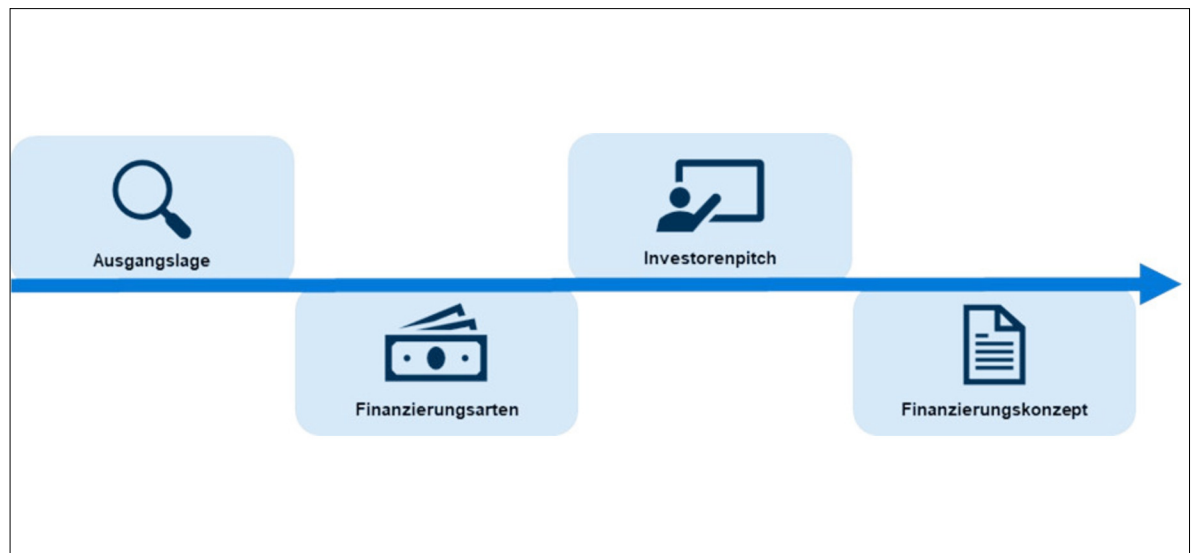 Ausgangslage
Finanzierungsarten
Investorenpitch
Finanzierungskonzept